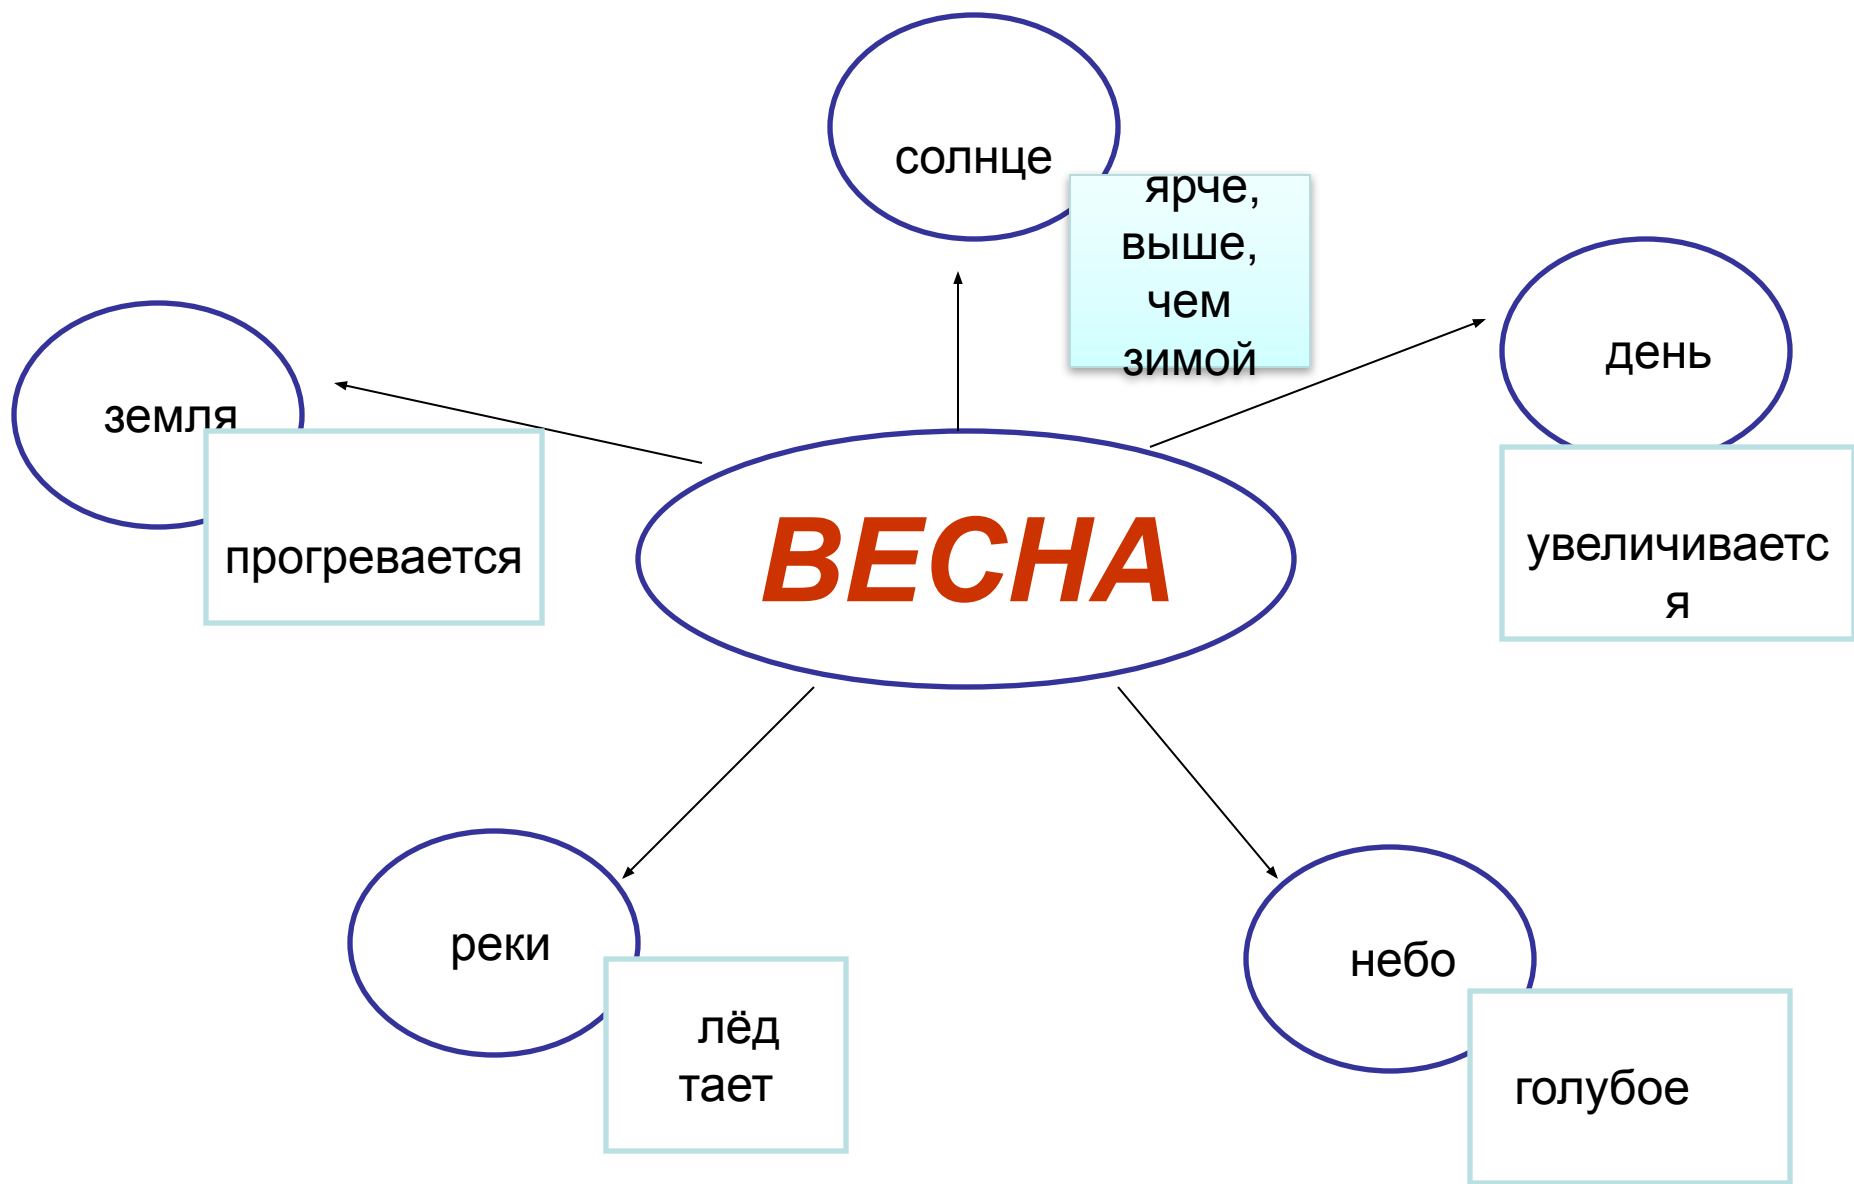 солнце
ярче,
выше,
чем
зимой
день
увеличиваетс
я
земля
прогревается
ВЕСНА
реки
лёд
тает
небо
голубое